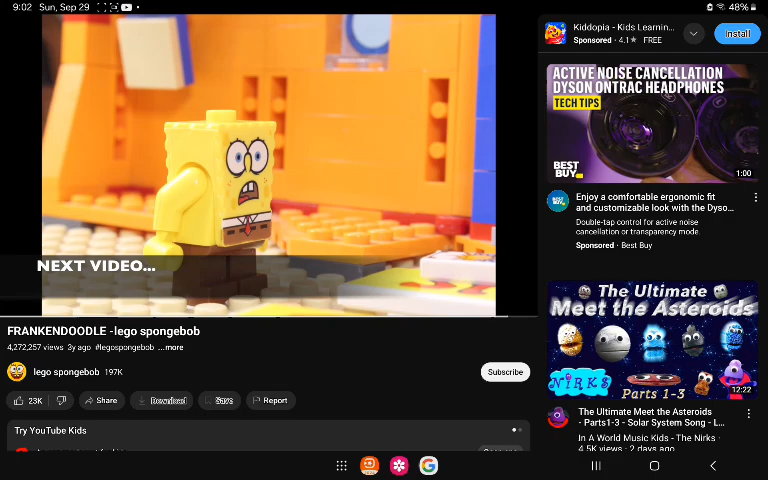 9:02 Sun, Sep 29
48%
NEXT VIDEO...
FRANKENDOODLE -lego spongebob
4,272,257 views 3y ago #legospongebob ...more
lego spongebob 197K
Subscribe
23K
Share
Download
Save
Report
Try YouTube Kids
Kiddopia - Kids Learnin...
Sponsored · 4.1★ FREE
Install
ACTIVE NOISE CANCELLATION
DYSON ONTRAC HEADPHONES
TECH TIPS
BEST
BUY
1:00
Enjoy a comfortable ergonomic fit
and customizable look with the Dyso...
Double-tap control for active noise
cancellation or transparency mode.
Sponsored · Best Buy
The Ultimate
Meet the Asteroids
NIRKS
Parts 1-3
12:22
The Ultimate Meet the Asteroids
- Parts1-3 - Solar System Song - L...
In A World Music Kids - The Nirks ·
4.5K views · 2 days ago